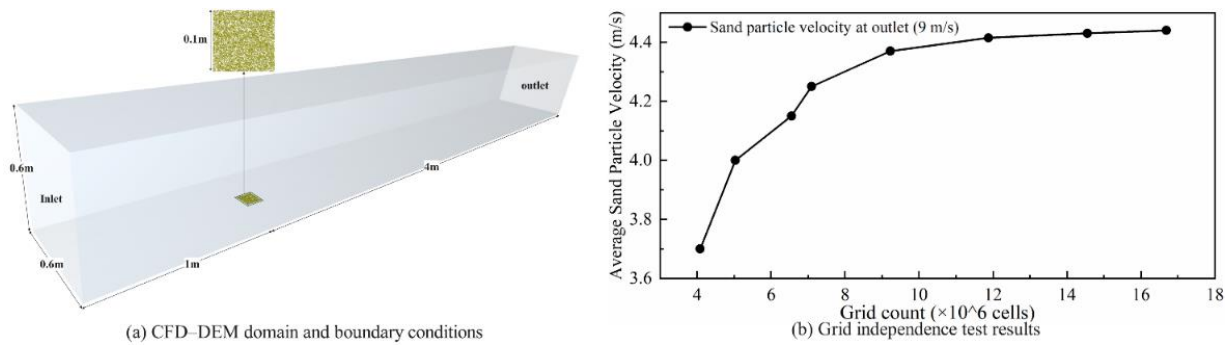 0.1m
outlet
0.6m
Inlet
4m
0.6m
1m
(a) CFD–DEM domain and boundary conditions
Sand particle velocity at outlet (9 m/s)
Average Sand Particle Velocity (m/s)
4.4
4.2
4.0
3.8
3.6
4 6 8 10 12 14 16 18
Grid count (×10^6 cells)
(b) Grid independence test results